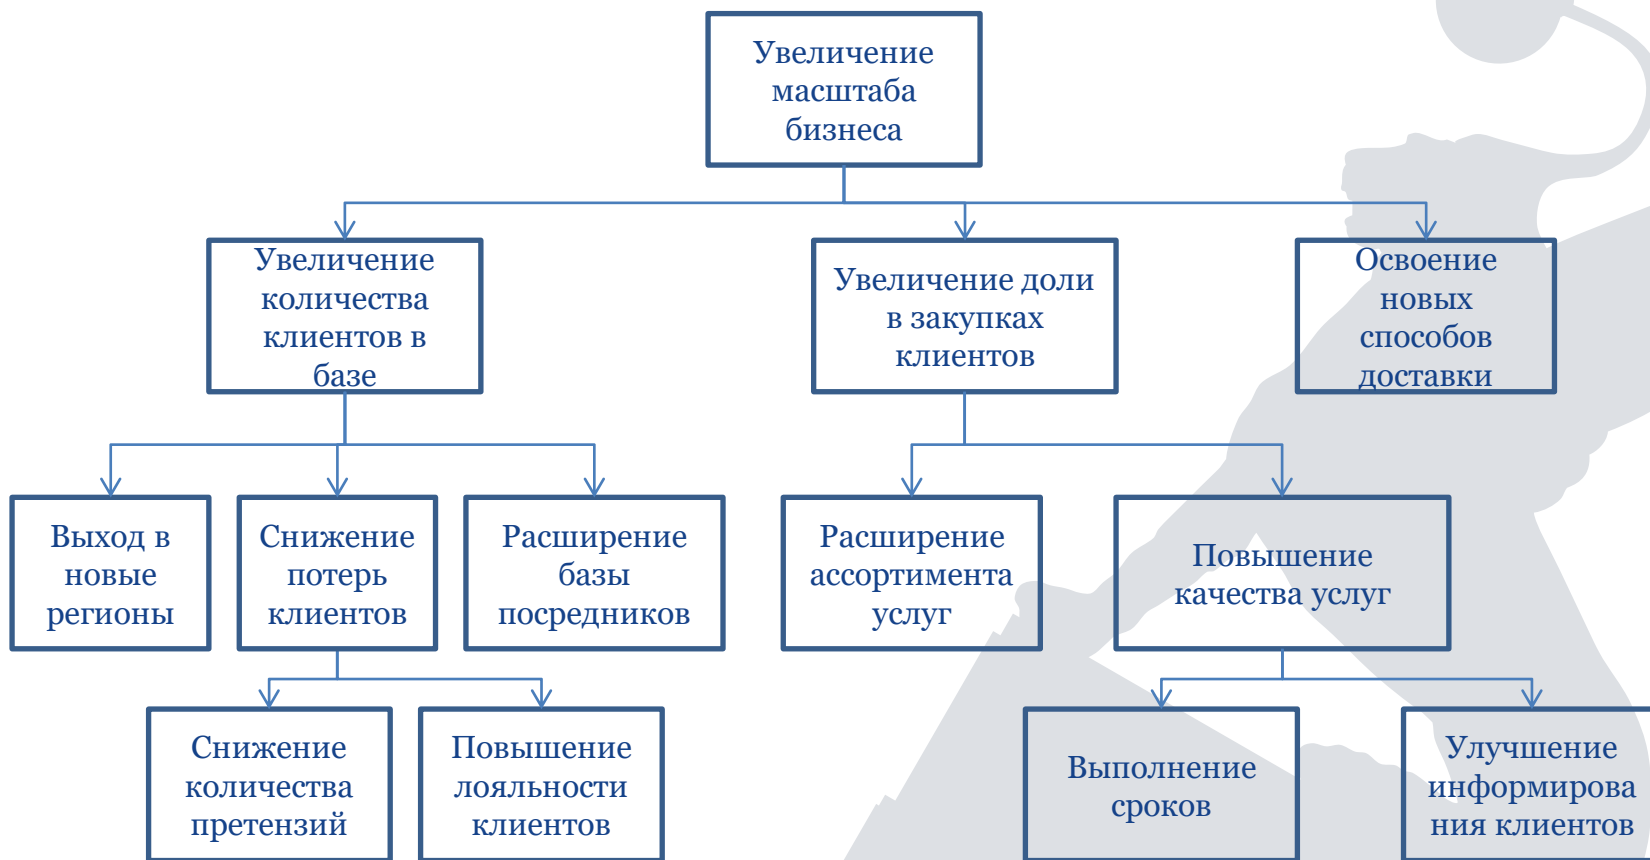 Увеличение
масштаба
бизнеса
Увеличение
количества
клиентов в
базе
Увеличение доли
в закупках
клиентов
Освоение
новых
способов
доставки
Выход в
новые
регионы
Снижение
потерь
клиентов
Расширение
базы
посредников
Расширение
ассортимента
услуг
Повышение
качества услуг
Снижение
количества
претензий
Повышение
лояльности
клиентов
Выполнение
сроков
Улучшение
информирова
ния клиентов